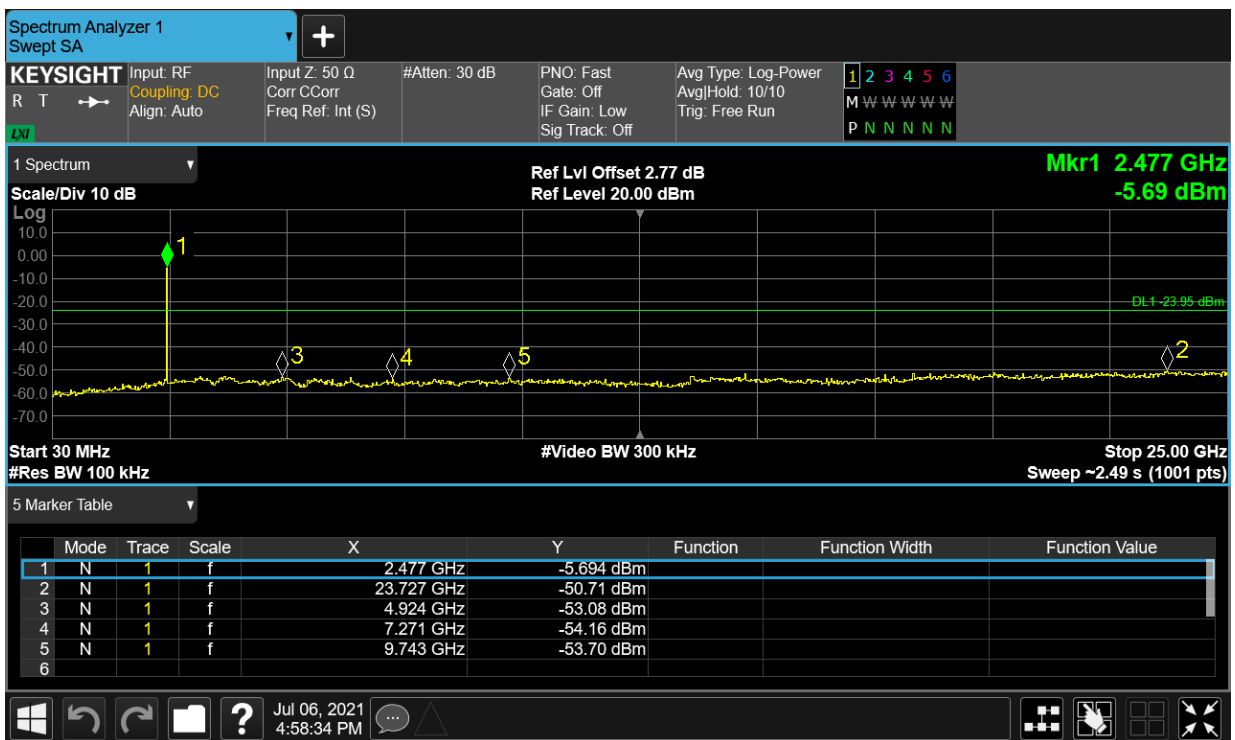 Spectrum Analyzer 1
Swept SA
+
KEYSIGHT
R T
LXI
Input: RF
Coupling: DC
Align: Auto
Input Z: 50 Ω
Corr CCorr
Freq Ref: Int (S)
#Atten: 30 dB
PNO: Fast
Gate: Off
IF Gain: Low
Sig Track: Off
Avg Type: Log-Power
Avg|Hold: 10/10
Trig: Free Run
1 2 3 4 5 6
M W W W W W
P N N N N N
1 Spectrum
Scale/Div 10 dB
Ref Lvl Offset 2.77 dB
Ref Level 20.00 dBm
Mkr1 2.477 GHz
-5.69 dBm
Log
10.0
0.00
-10.0
-20.0
-30.0
-40.0
-50.0
-60.0
-70.0
1
DL1 -23.95 dBm
3
4
5
2
Start 30 MHz
#Res BW 100 kHz
#Video BW 300 kHz
Stop 25.00 GHz
Sweep ~2.49 s (1001 pts)
5 Marker Table
Mode Trace Scale X Y Function Function Width Function Value
1 N 1 f 2.477 GHz -5.694 dBm
2 N 1 f 23.727 GHz -50.71 dBm
3 N 1 f 4.924 GHz -53.08 dBm
4 N 1 f 7.271 GHz -54.16 dBm
5 N 1 f 9.743 GHz -53.70 dBm
6
?
Jul 06, 2021
4:58:34 PM